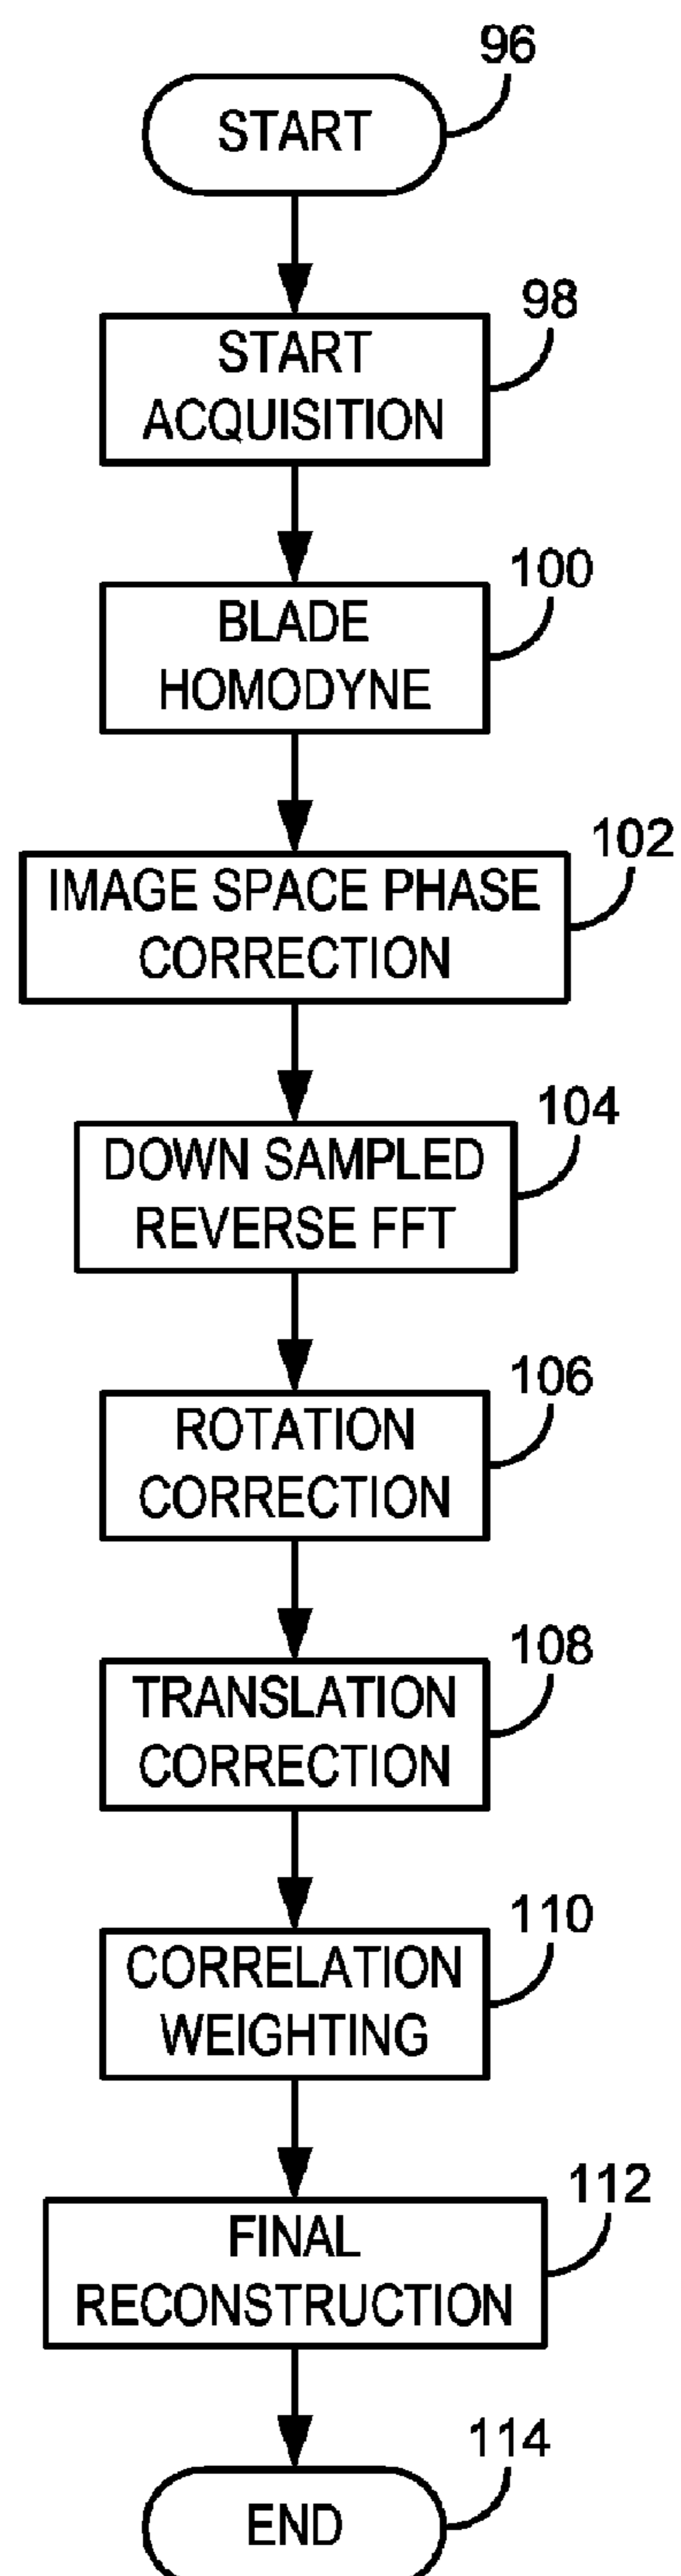 96
START
98
START
ACQUISITION
100
BLADE
HOMODYNE
102
IMAGE SPACE PHASE
CORRECTION
104
DOWN SAMPLED
REVERSE FFT
106
ROTATION
CORRECTION
108
TRANSLATION
CORRECTION
110
CORRELATION
WEIGHTING
112
FINAL
RECONSTRUCTION
114
END